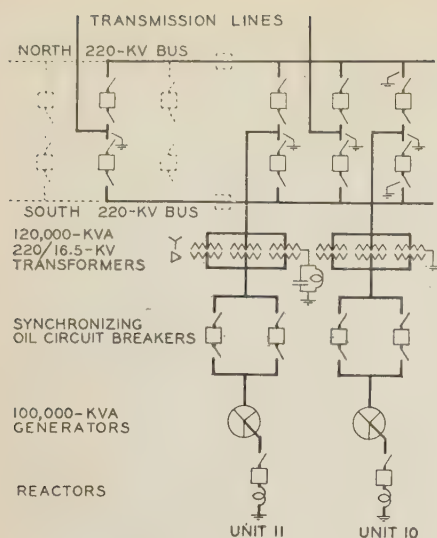 TRANSMISSION LINES
NORTH 220-KV BUS
SOUTH 220-KV BUS
120,000-KVA
220/16.5-KV
TRANSFORMERS
Y
Δ
SYNCHRONIZING
OIL CIRCUIT BREAKERS
100,000-KVA
GENERATORS
REACTORS
UNIT 11 UNIT 10